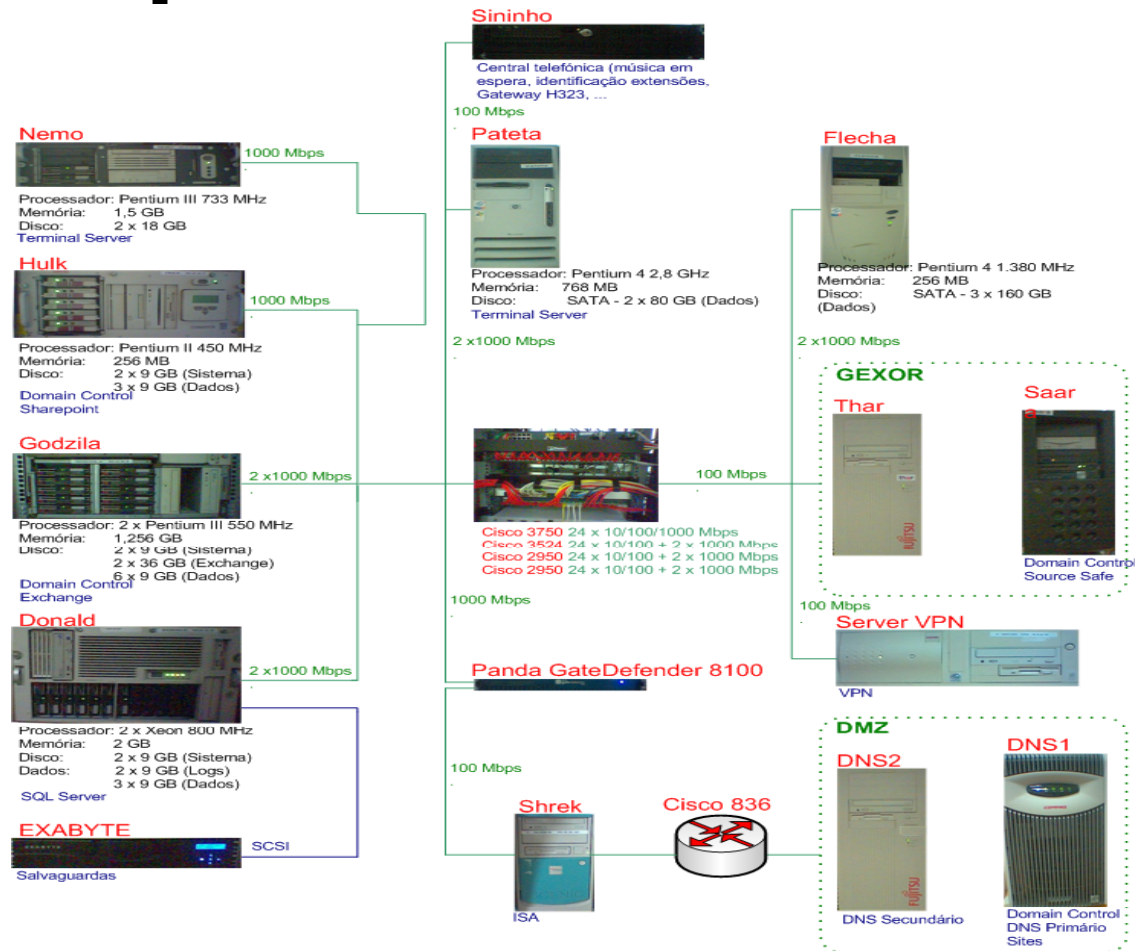 Sininho
Central telefónica (música em
espera, identificação extensões,
Gateway H323, ...
100 Mbps
Nemo
1000 Mbps
Processador: Pentium III 733 MHz
Memória: 1,5 GB
Disco: 2 x 18 GB
Terminal Server
Pateta
Processador: Pentium 4 2,8 GHz
Memória: 768 MB
Disco: SATA - 2 x 80 GB (Dados)
Terminal Server
2 x1000 Mbps
Flecha
Processador: Pentium 4 1.380 MHz
Memória: 256 MB
Disco: SATA - 3 x 160 GB
(Dados)
2 x1000 Mbps
Hulk
1000 Mbps
Processador: Pentium II 450 MHz
Memória: 256 MB
Disco: 2 x 9 GB (Sistema)
3 x 9 GB (Dados)
Domain Control
Sharepoint
Godzila
2 x1000 Mbps
Processador: 2 x Pentium III 550 MHz
Memória: 1,256 GB
Disco: 2 x 9 GB (Sistema)
2 x 36 GB (Exchange)
6 x 9 GB (Dados)
Domain Control
Exchange
Cisco 3750 24 x 10/100/1000 Mbps
Cisco 3524 24 x 10/100 + 2 x 1000 Mbps
Cisco 2950 24 x 10/100 + 2 x 1000 Mbps
Cisco 2950 24 x 10/100 + 2 x 1000 Mbps
100 Mbps
GEXOR
Thar
FUJITSU
Saar
a
Domain Control
Source Safe
Donald
2 x1000 Mbps
Processador: 2 x Xeon 800 MHz
Memória: 2 GB
Disco: 2 x 9 GB (Sistema)
Dados: 2 x 9 GB (Logs)
3 x 9 GB (Dados)
SQL Server
EXABYTE
SCSI
Salvaguardas
1000 Mbps
Panda GateDefender 8100
100 Mbps
Shrek
ISA
Cisco 836
100 Mbps
Server VPN
VPN
DMZ
DNS2
FUJITSU
DNS Secundário
DNS1
Domain Control
DNS Primário
Sites